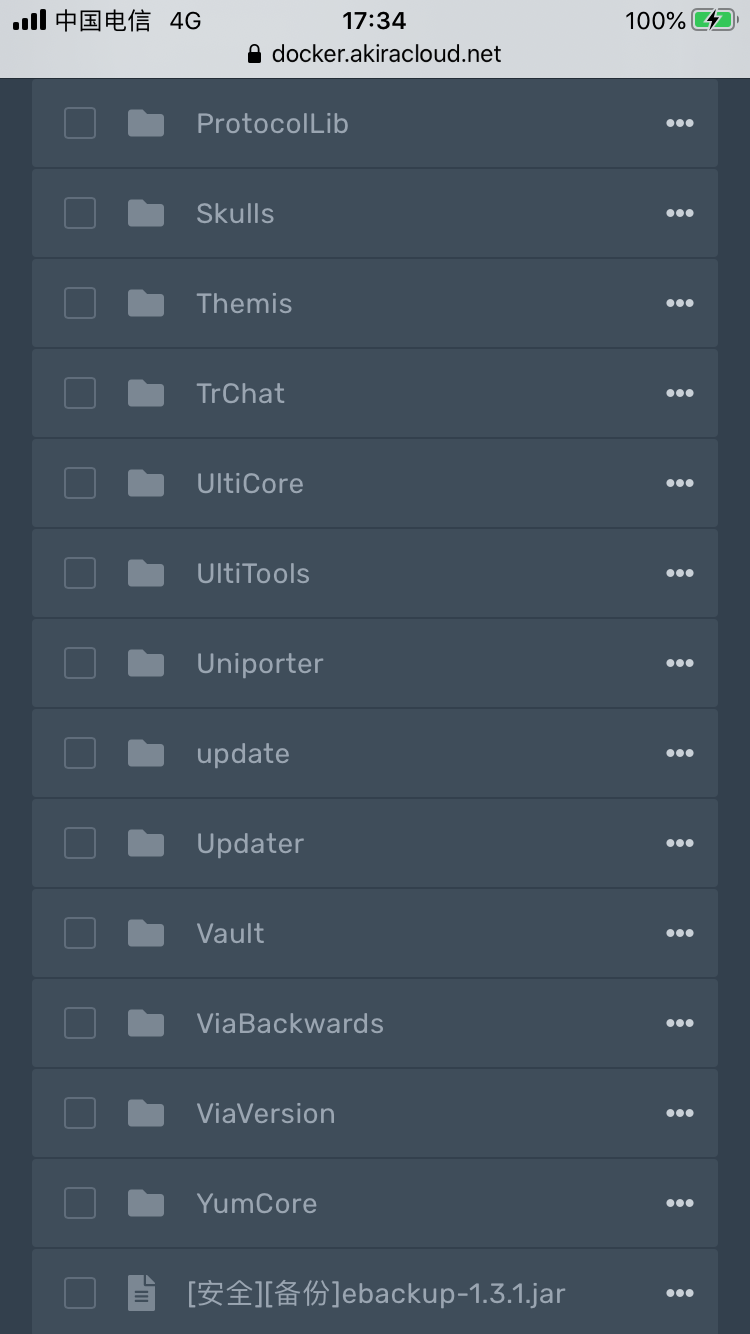 中国电信 4G 17:34 100%
docker.akiracloud.net
ProtocolLib
Skulls
Themis
TrChat
UltiCore
UltiTools
Uniporter
update
Updater
Vault
ViaBackwards
ViaVersion
YumCore
[安全][备份]ebackup-1.3.1.jar